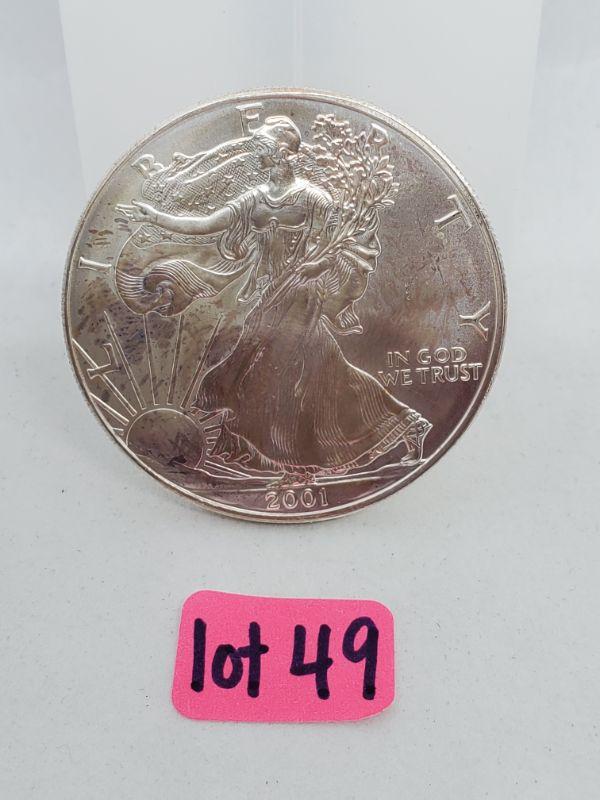 LIBERTY
IN GOD
WE TRUST
2001
lot 49